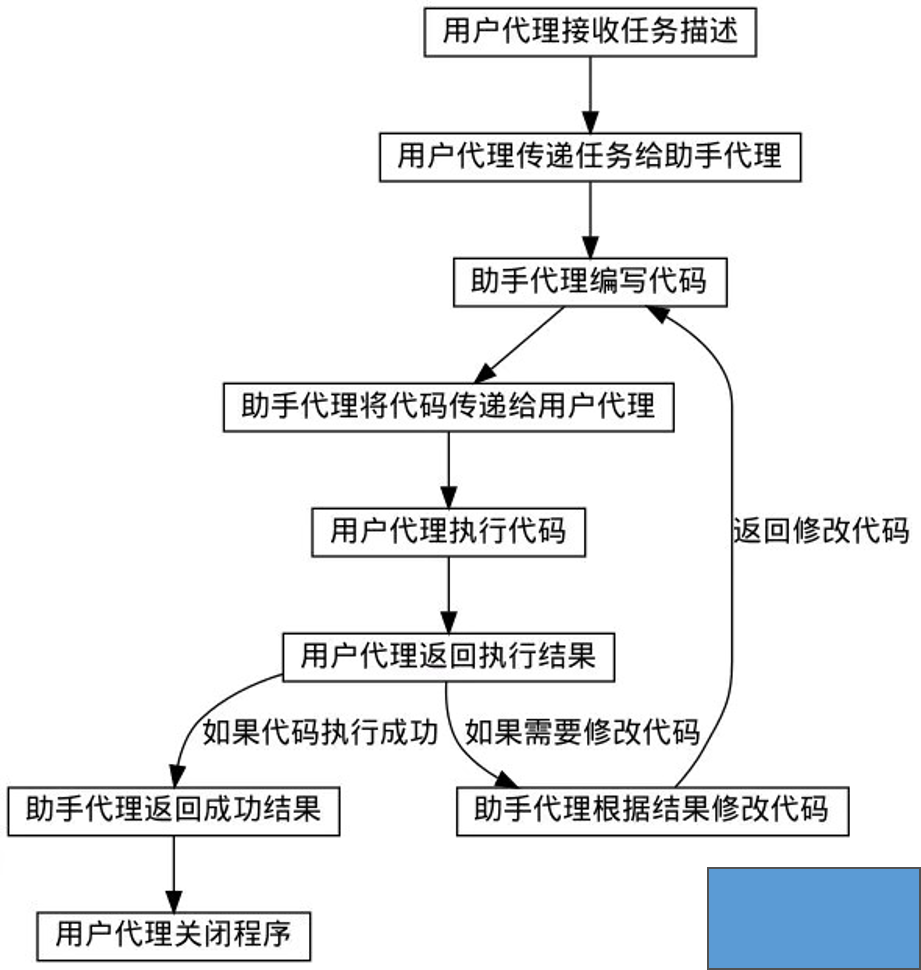 用户代理接收任务描述
用户代理传递任务给助手代理
助手代理编写代码
助手代理将代码传递给用户代理
用户代理执行代码
返回修改代码
用户代理返回执行结果
如果代码执行成功
如果需要修改代码
助手代理返回成功结果
助手代理根据结果修改代码
用户代理关闭程序